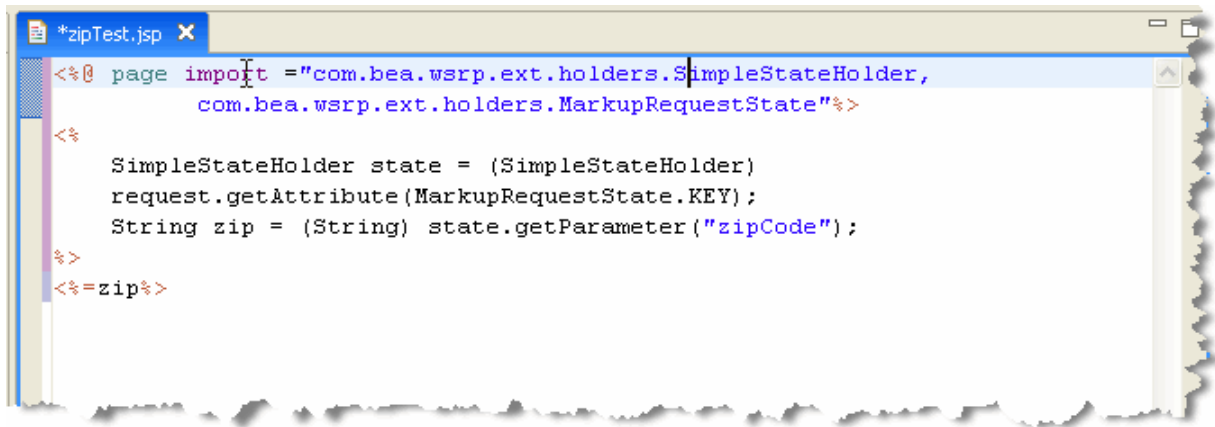 *zipTest.jsp
<%@ page import ="com.bea.wsrp.ext.holders.SimpleStateHolder,
com.bea.wsrp.ext.holders.MarkupRequestState"%>
<%
SimpleStateHolder state = (SimpleStateHolder)
request.getAttribute(MarkupRequestState.KEY);
String zip = (String) state.getParameter("zipCode");
%>
<%=zip%>